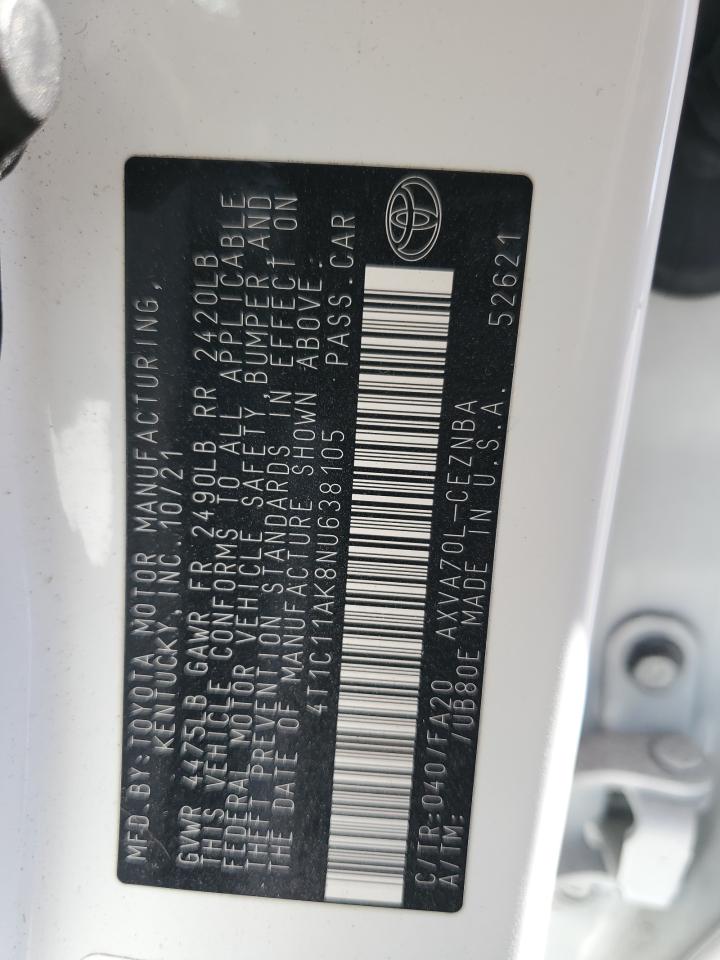 MFD. BY: TOYOTA MOTOR MANUFACTURING,
KENTUCKY, INC. 10/21
GVWR 4475LB GAWR FR 2490LB RR 2420LB
THIS VEHICLE CONFORMS TO ALL APPLICABLE
FEDERAL MOTOR VEHICLE SAFETY, BUMPER, AND
THEFT PREVENTION STANDARDS IN EFFECT ON
THE DATE OF MANUFACTURE SHOWN ABOVE.
4T1C11AK8NU638105 PASS. CAR
C/TR: 040/FA20 AXVA70L-CEZNBA
A/TM: /UB80E MADE IN U.S.A. 52621